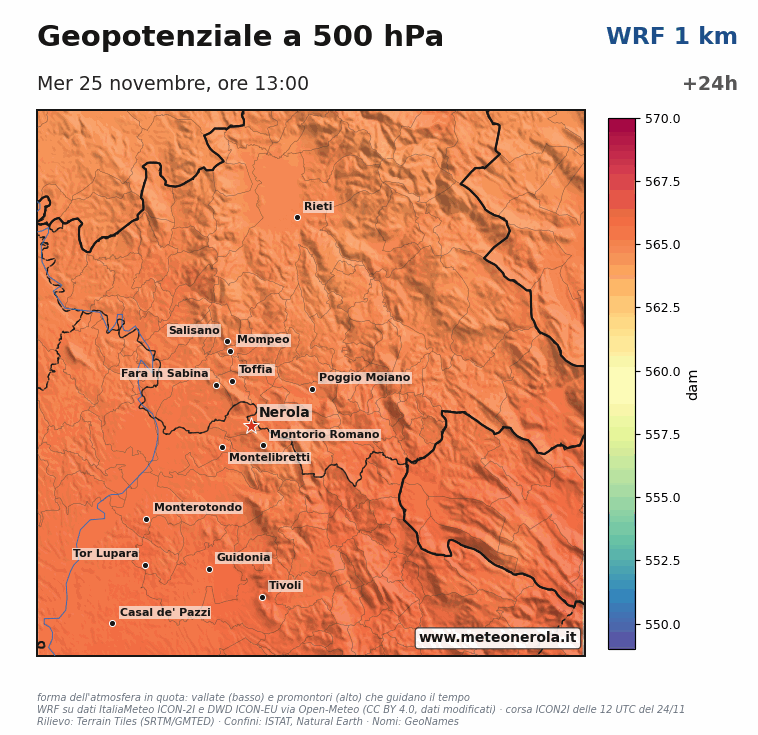 Geopotenziale a 500 hPa
WRF 1 km
Mer 25 novembre, ore 13:00
+24h
Rieti
Salisano
Mompeo
Toffia
Fara in Sabina
Poggio Moiano
Nerola
Montorio Romano
Montelibretti
Monterotondo
Tor Lupara
Guidonia
Tivoli
Casal de' Pazzi
www.meteonerola.it
570.0
567.5
565.0
562.5
560.0
557.5
555.0
552.5
550.0
dam
forma dell'atmosfera in quota: vallate (basso) e promontori (alto) che guidano il tempo
WRF su dati ItaliaMeteo ICON-2I e DWD ICON-EU via Open-Meteo (CC BY 4.0, dati modificati) · corsa ICON2I delle 12 UTC del 24/11
Rilievo: Terrain Tiles (SRTM/GMTED) · Confini: ISTAT, Natural Earth · Nomi: GeoNames